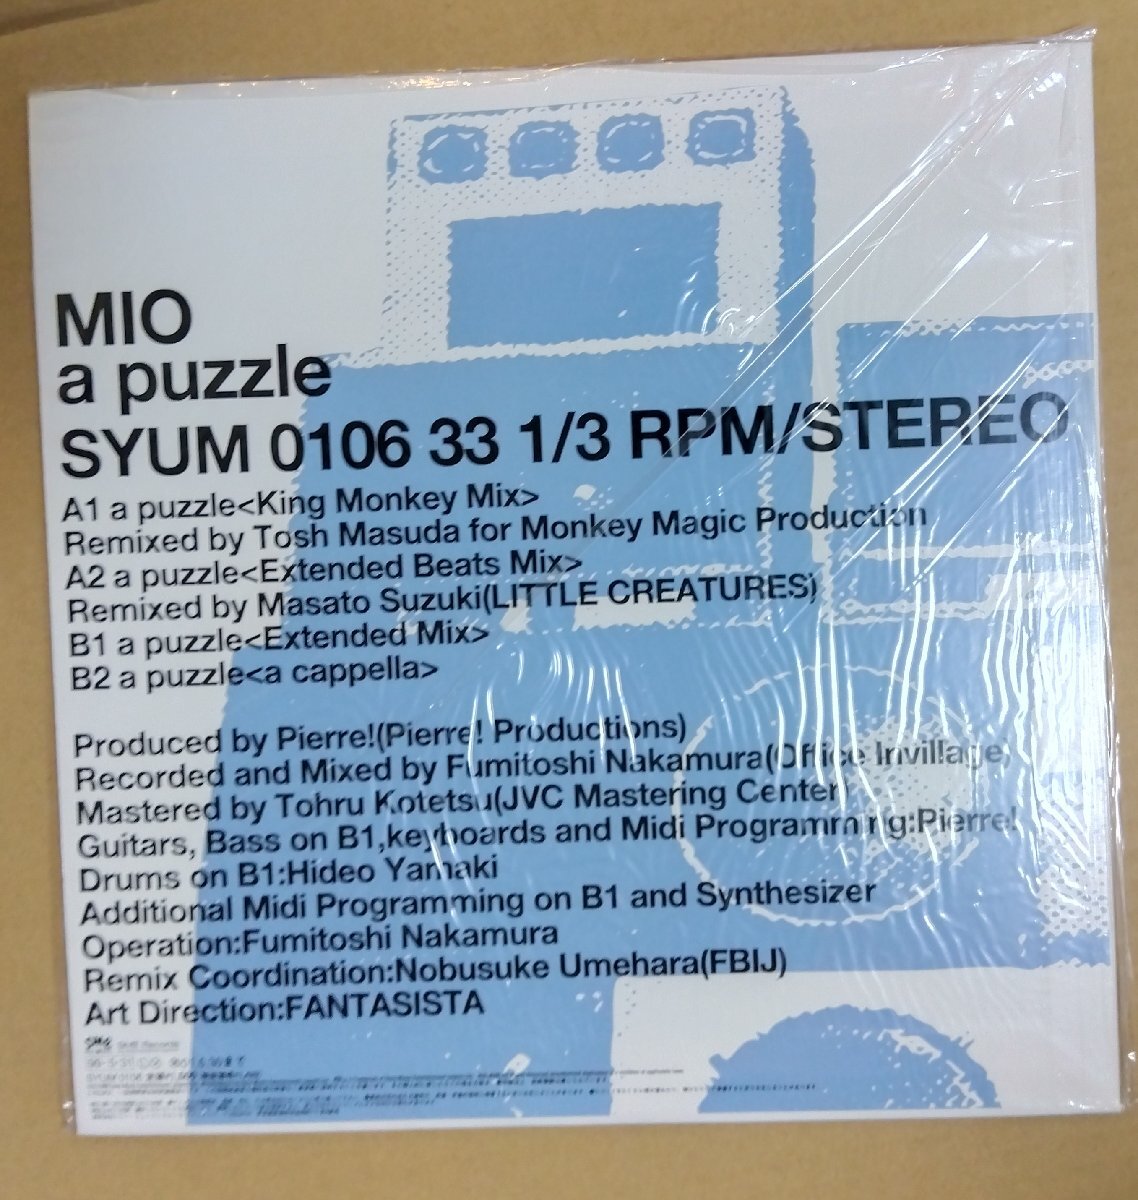 MIO
a puzzle
SYUM 0106 33 1/3 RPM/STEREO
A1 a puzzle<King Monkey Mix>
Remixed by Tosh Masuda for Monkey Magic Production
A2 a puzzle<Extended Beats Mix>
Remixed by Masato Suzuki(LITTLE CREATURES)
B1 a puzzle<Extended Mix>
B2 a puzzle<a cappella>
Produced by Pierre!(Pierre! Productions)
Recorded and Mixed by Fumitoshi Nakamura(Office Invillage)
Mastered by Tohru Kotetsu(JVC Mastering Center)
Guitars, Bass on B1,keyboards and Midi Programming:Pierre!
Drums on B1:Hideo Yamaki
Additional Midi Programming on B1 and Synthesizer
Operation:Fumitoshi Nakamura
Remix Coordination:Nobusuke Umehara(FBIJ)
Art Direction:FANTASISTA
SME Records